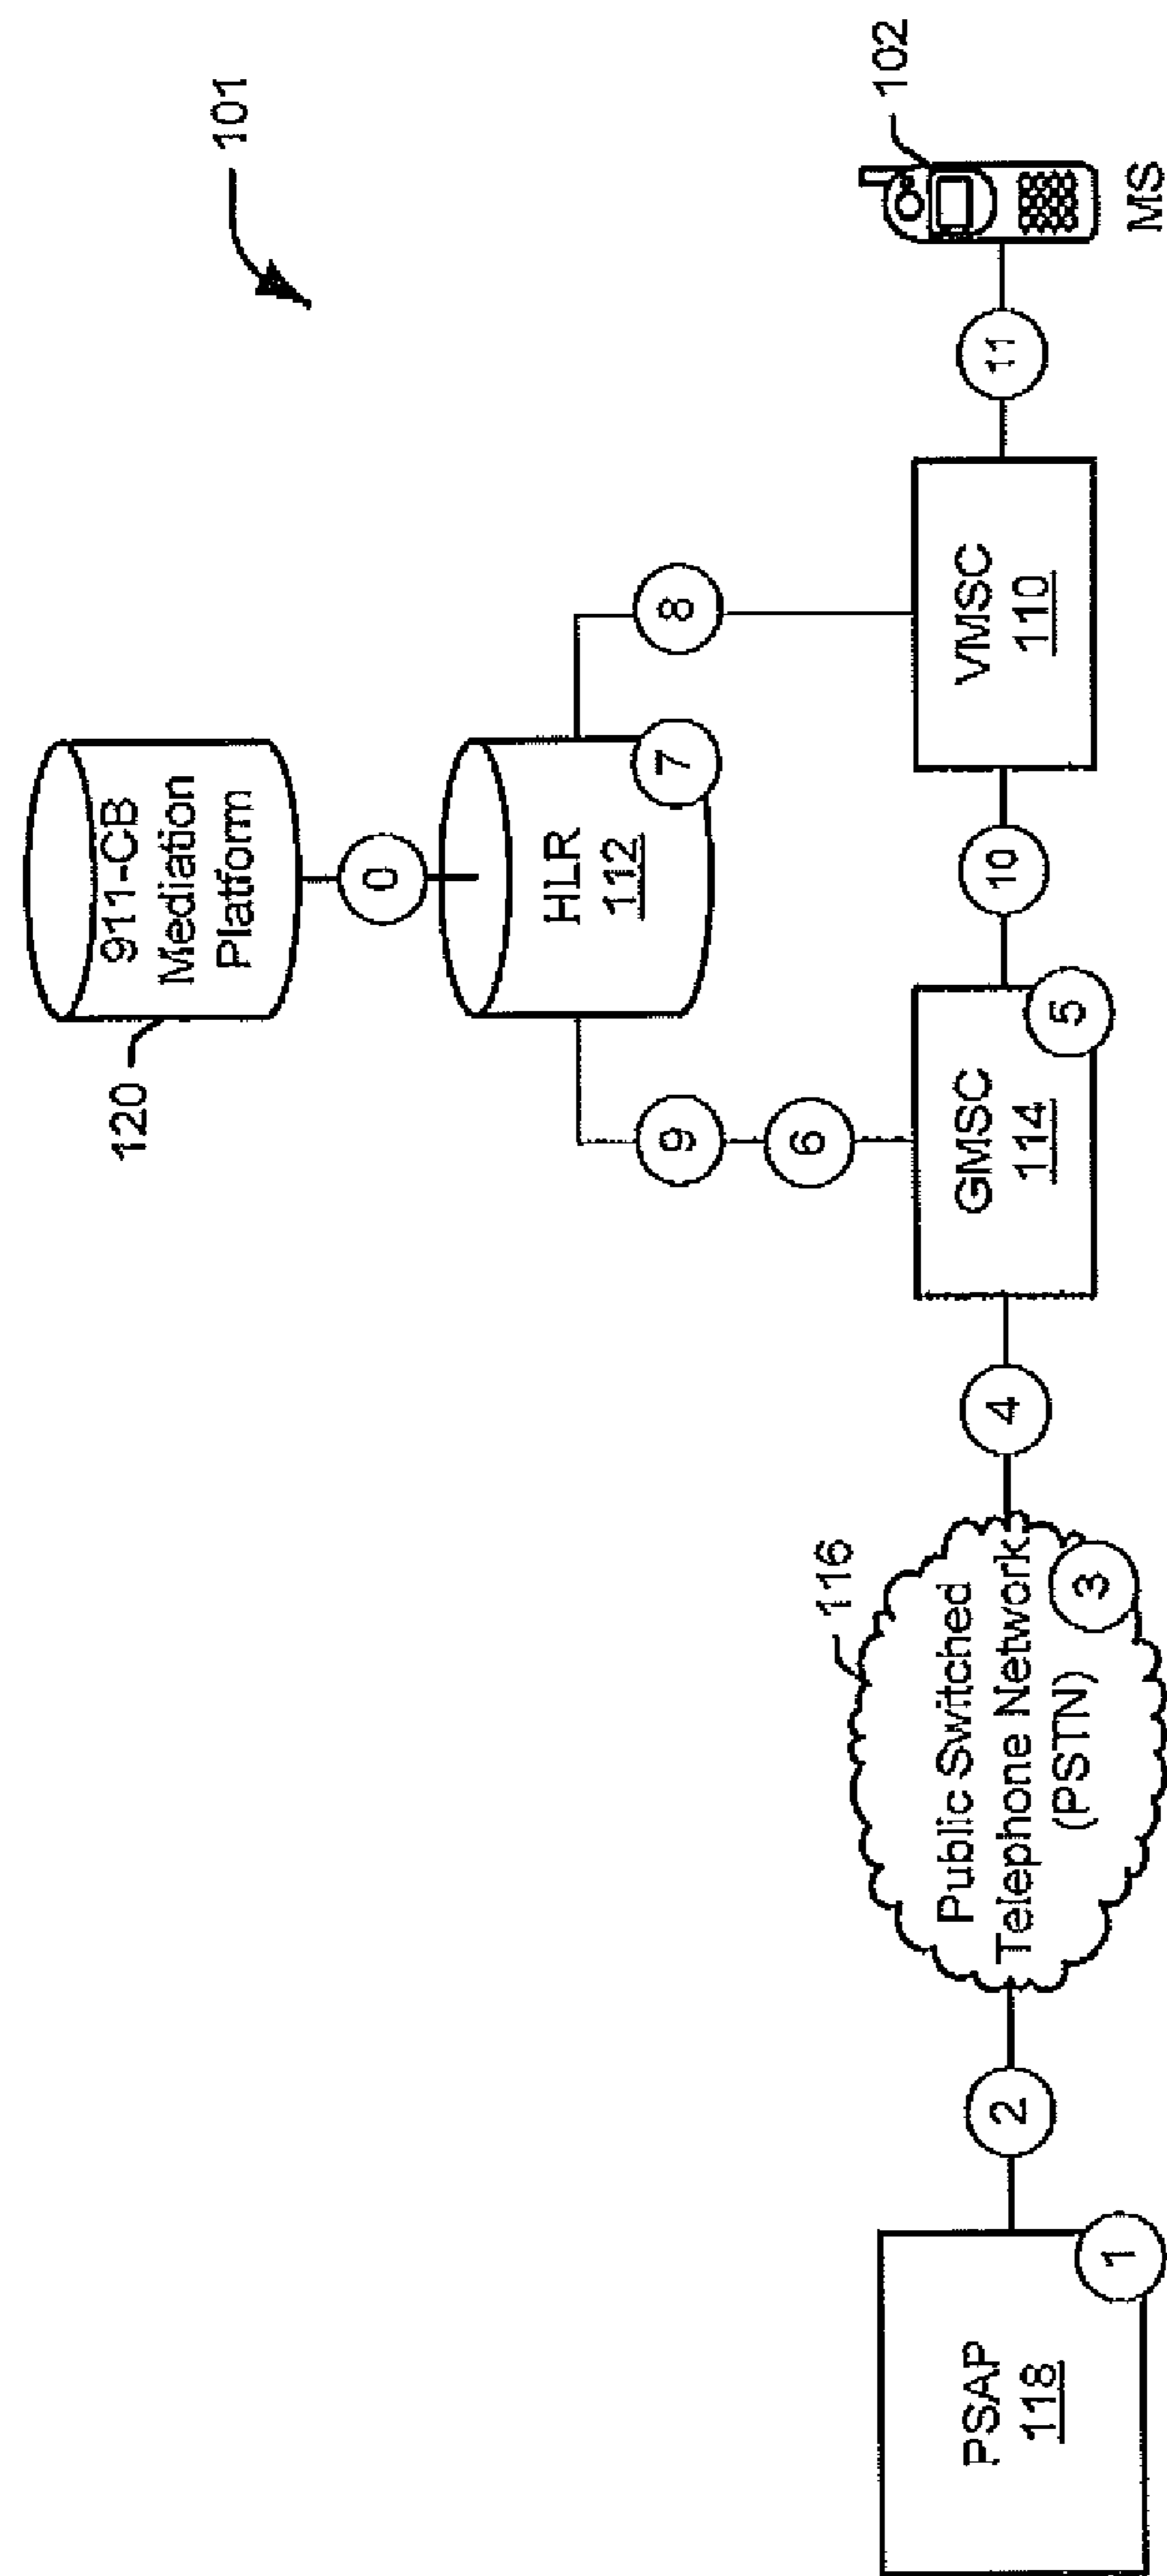 101
120
911-CB
Mediation
Platform
0
HLR
112
7
9
6
8
116
102
PSAP
118
1
2
Public Switched
Telephone Network
(PSTN)
3
4
GMSC
114
5
10
VMSC
110
11
MS